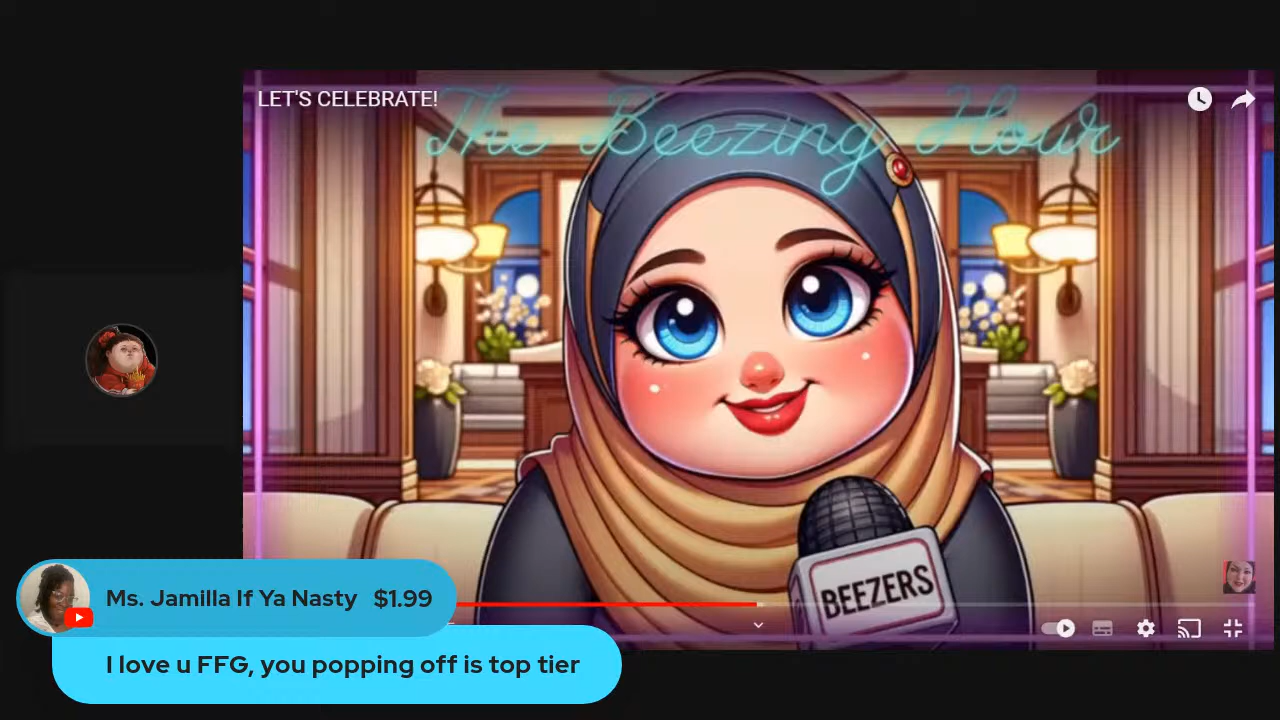 LET'S CELEBRATE!
The Beezing Hour
BEEZERS
Ms. Jamilla If Ya Nasty $1.99
I love u FFG, you popping off is top tier